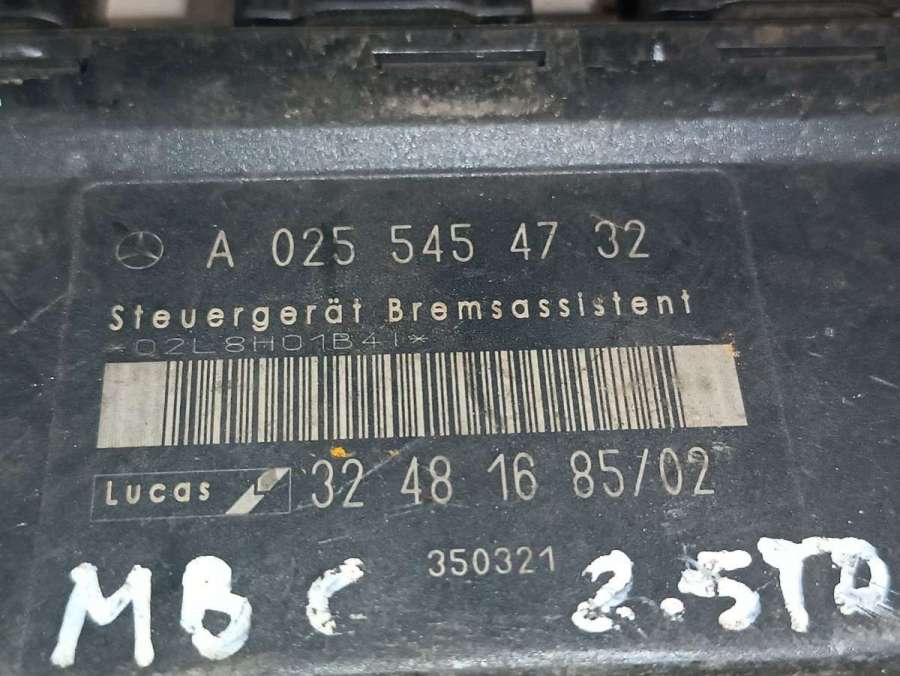 A 025 545 47 32
Steuergerät Bremsassistent
*02L8H01B41*
Lucas 32 48 16 85/02
350321
MB C 2.5TD